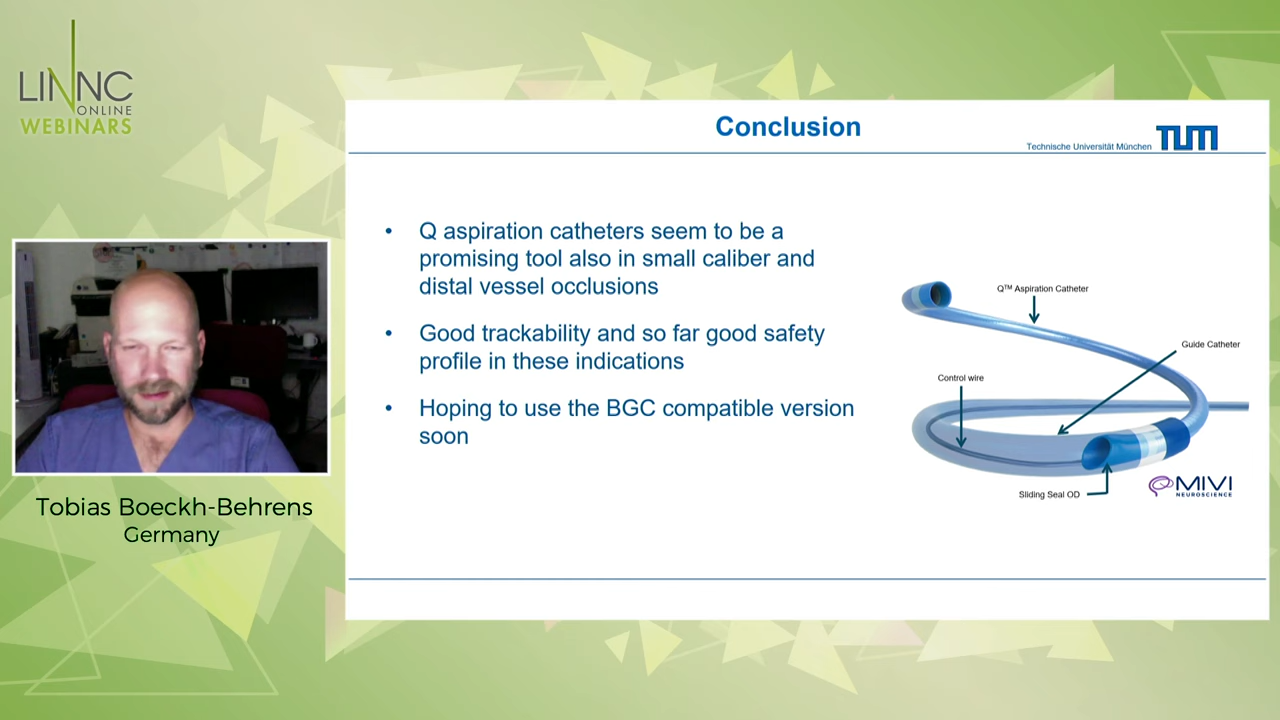 LINNC
ONLINE
WEBINARS
Tobias Boeckh-Behrens
Germany
Conclusion
Technische Universität München
TUM
• Q aspiration catheters seem to be a
promising tool also in small caliber and
distal vessel occlusions
• Good trackability and so far good safety
profile in these indications
• Hoping to use the BGC compatible version
soon
Q™ Aspiration Catheter
Guide Catheter
Control wire
Sliding Seal OD
MIVI
NEUROSCIENCE